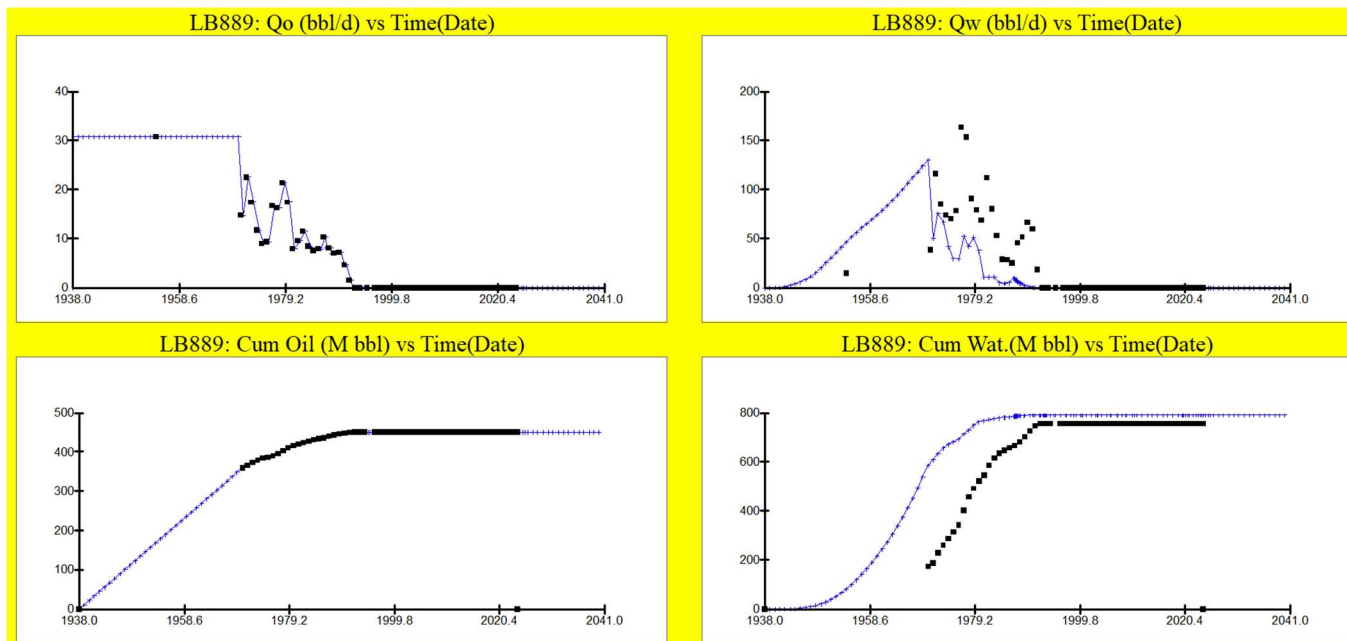 LB889: Qo (bbl/d) vs Time(Date)
40
30
20
10
0
1938.0 1958.6 1979.2 1999.8 2020.4 2041.0
LB889: Qw (bbl/d) vs Time(Date)
200
150
100
50
0
1938.0 1958.6 1979.2 1999.8 2020.4 2041.0
LB889: Cum Oil (M bbl) vs Time(Date)
500
400
300
200
100
0
1938.0 1958.6 1979.2 1999.8 2020.4 2041.0
LB889: Cum Wat.(M bbl) vs Time(Date)
800
600
400
200
0
1938.0 1958.6 1979.2 1999.8 2020.4 2041.0